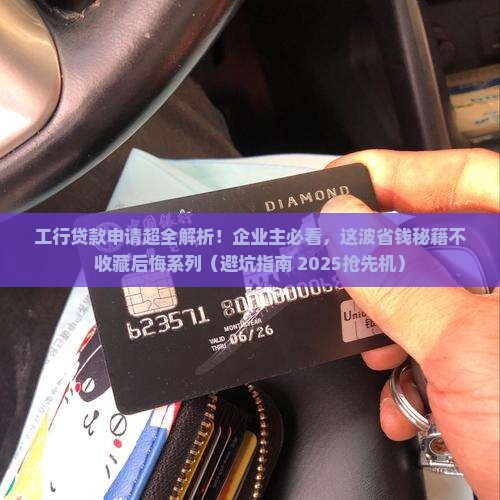 DIAMOND
工行贷款申请超全解析！企业主必看，这波省钱秘籍不
收藏后悔系列（避坑指南 2025抢先机）
623571
MONTH/YEAR
VALID
THRU
06/26